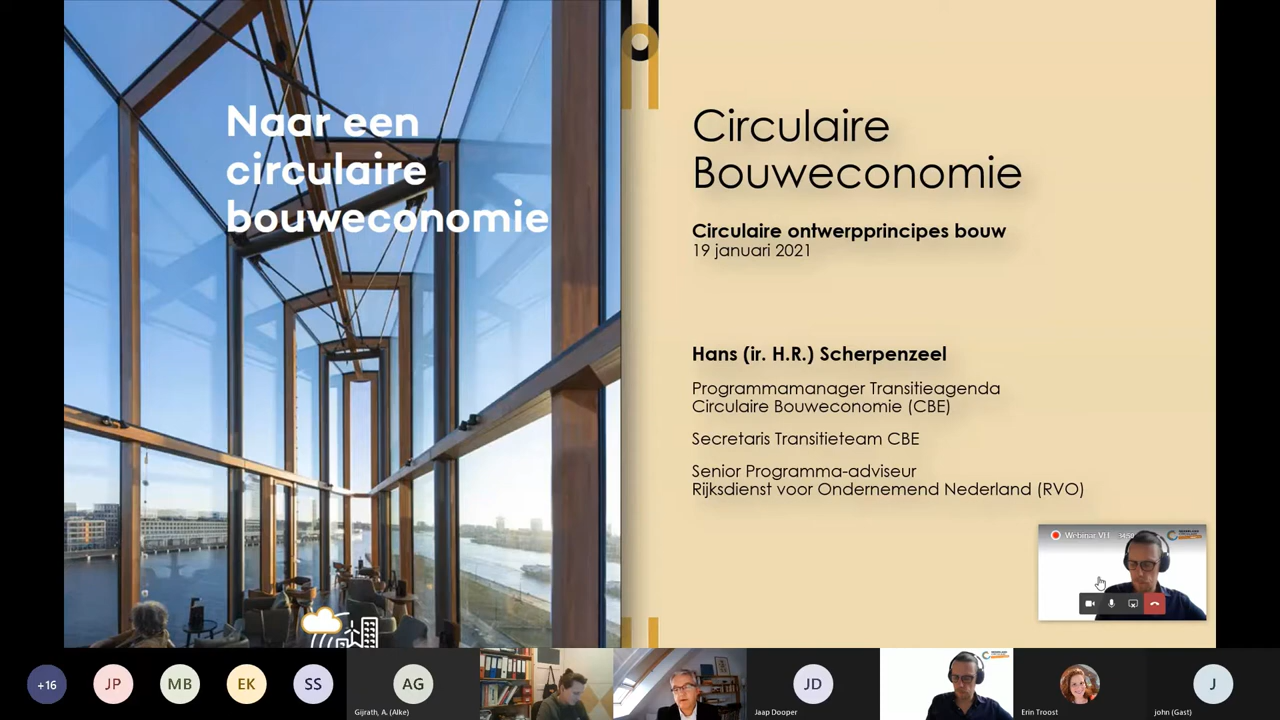 Naar een
circulaire
bouweconomie
Circulaire
Bouweconomie
Circulaire ontwerpprincipes bouw
19 januari 2021
Hans (ir. H.R.) Scherpenzeel
Programmamanager Transitieagenda
Circulaire Bouweconomie (CBE)
Secretaris Transitieteam CBE
Senior Programma-adviseur
Rijksdienst voor Ondernemend Nederland (RVO)
Webinar
+16
JP
MB
EK
SS
AG
Gijrath, A. (Alke)
JD
Jaap Dooper
Erin Troost
J
john (Gast)